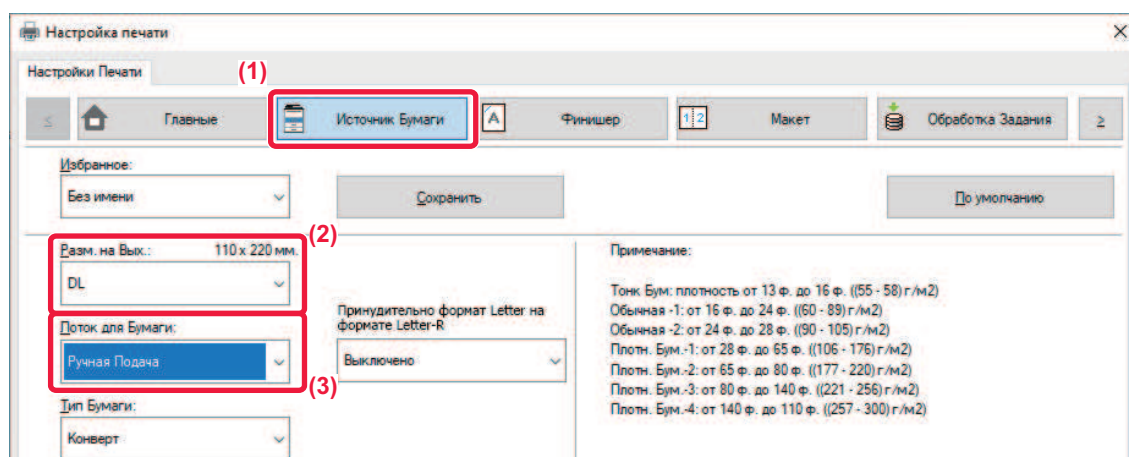 Настройка печати
Настройки Печати
(1)
Главные
Источник Бумаги
A
Финишер
1 2
Макет
Обработка Задания
Избранное:
Без имени
Сохранить
По умолчанию
(2)
Разм. на Вых.: 110 x 220 мм.
DL
Поток для Бумаги:
Ручная Подача
(3)
Тип Бумаги:
Конверт
Принудительно формат Letter на
формате Letter-R
Выключено
Примечание:
Тонк Бум: плотность от 13 ф. до 16 ф. ((55 - 58) г/м2)
Обычная -1: от 16 ф. до 24 ф. ((60 - 89) г/м2)
Обычная -2: от 24 ф. до 28 ф. ((90 - 105) г/м2)
Плотн. Бум.-1: от 28 ф. до 65 ф. ((106 - 176) г/м2)
Плотн. Бум.-2: от 65 ф. до 80 ф. ((177 - 220) г/м2)
Плотн. Бум.-3: от 80 ф. до 140 ф. ((221 - 256) г/м2)
Плотн. Бум.-4: от 140 ф. до 110 ф. ((257 - 300) г/м2)